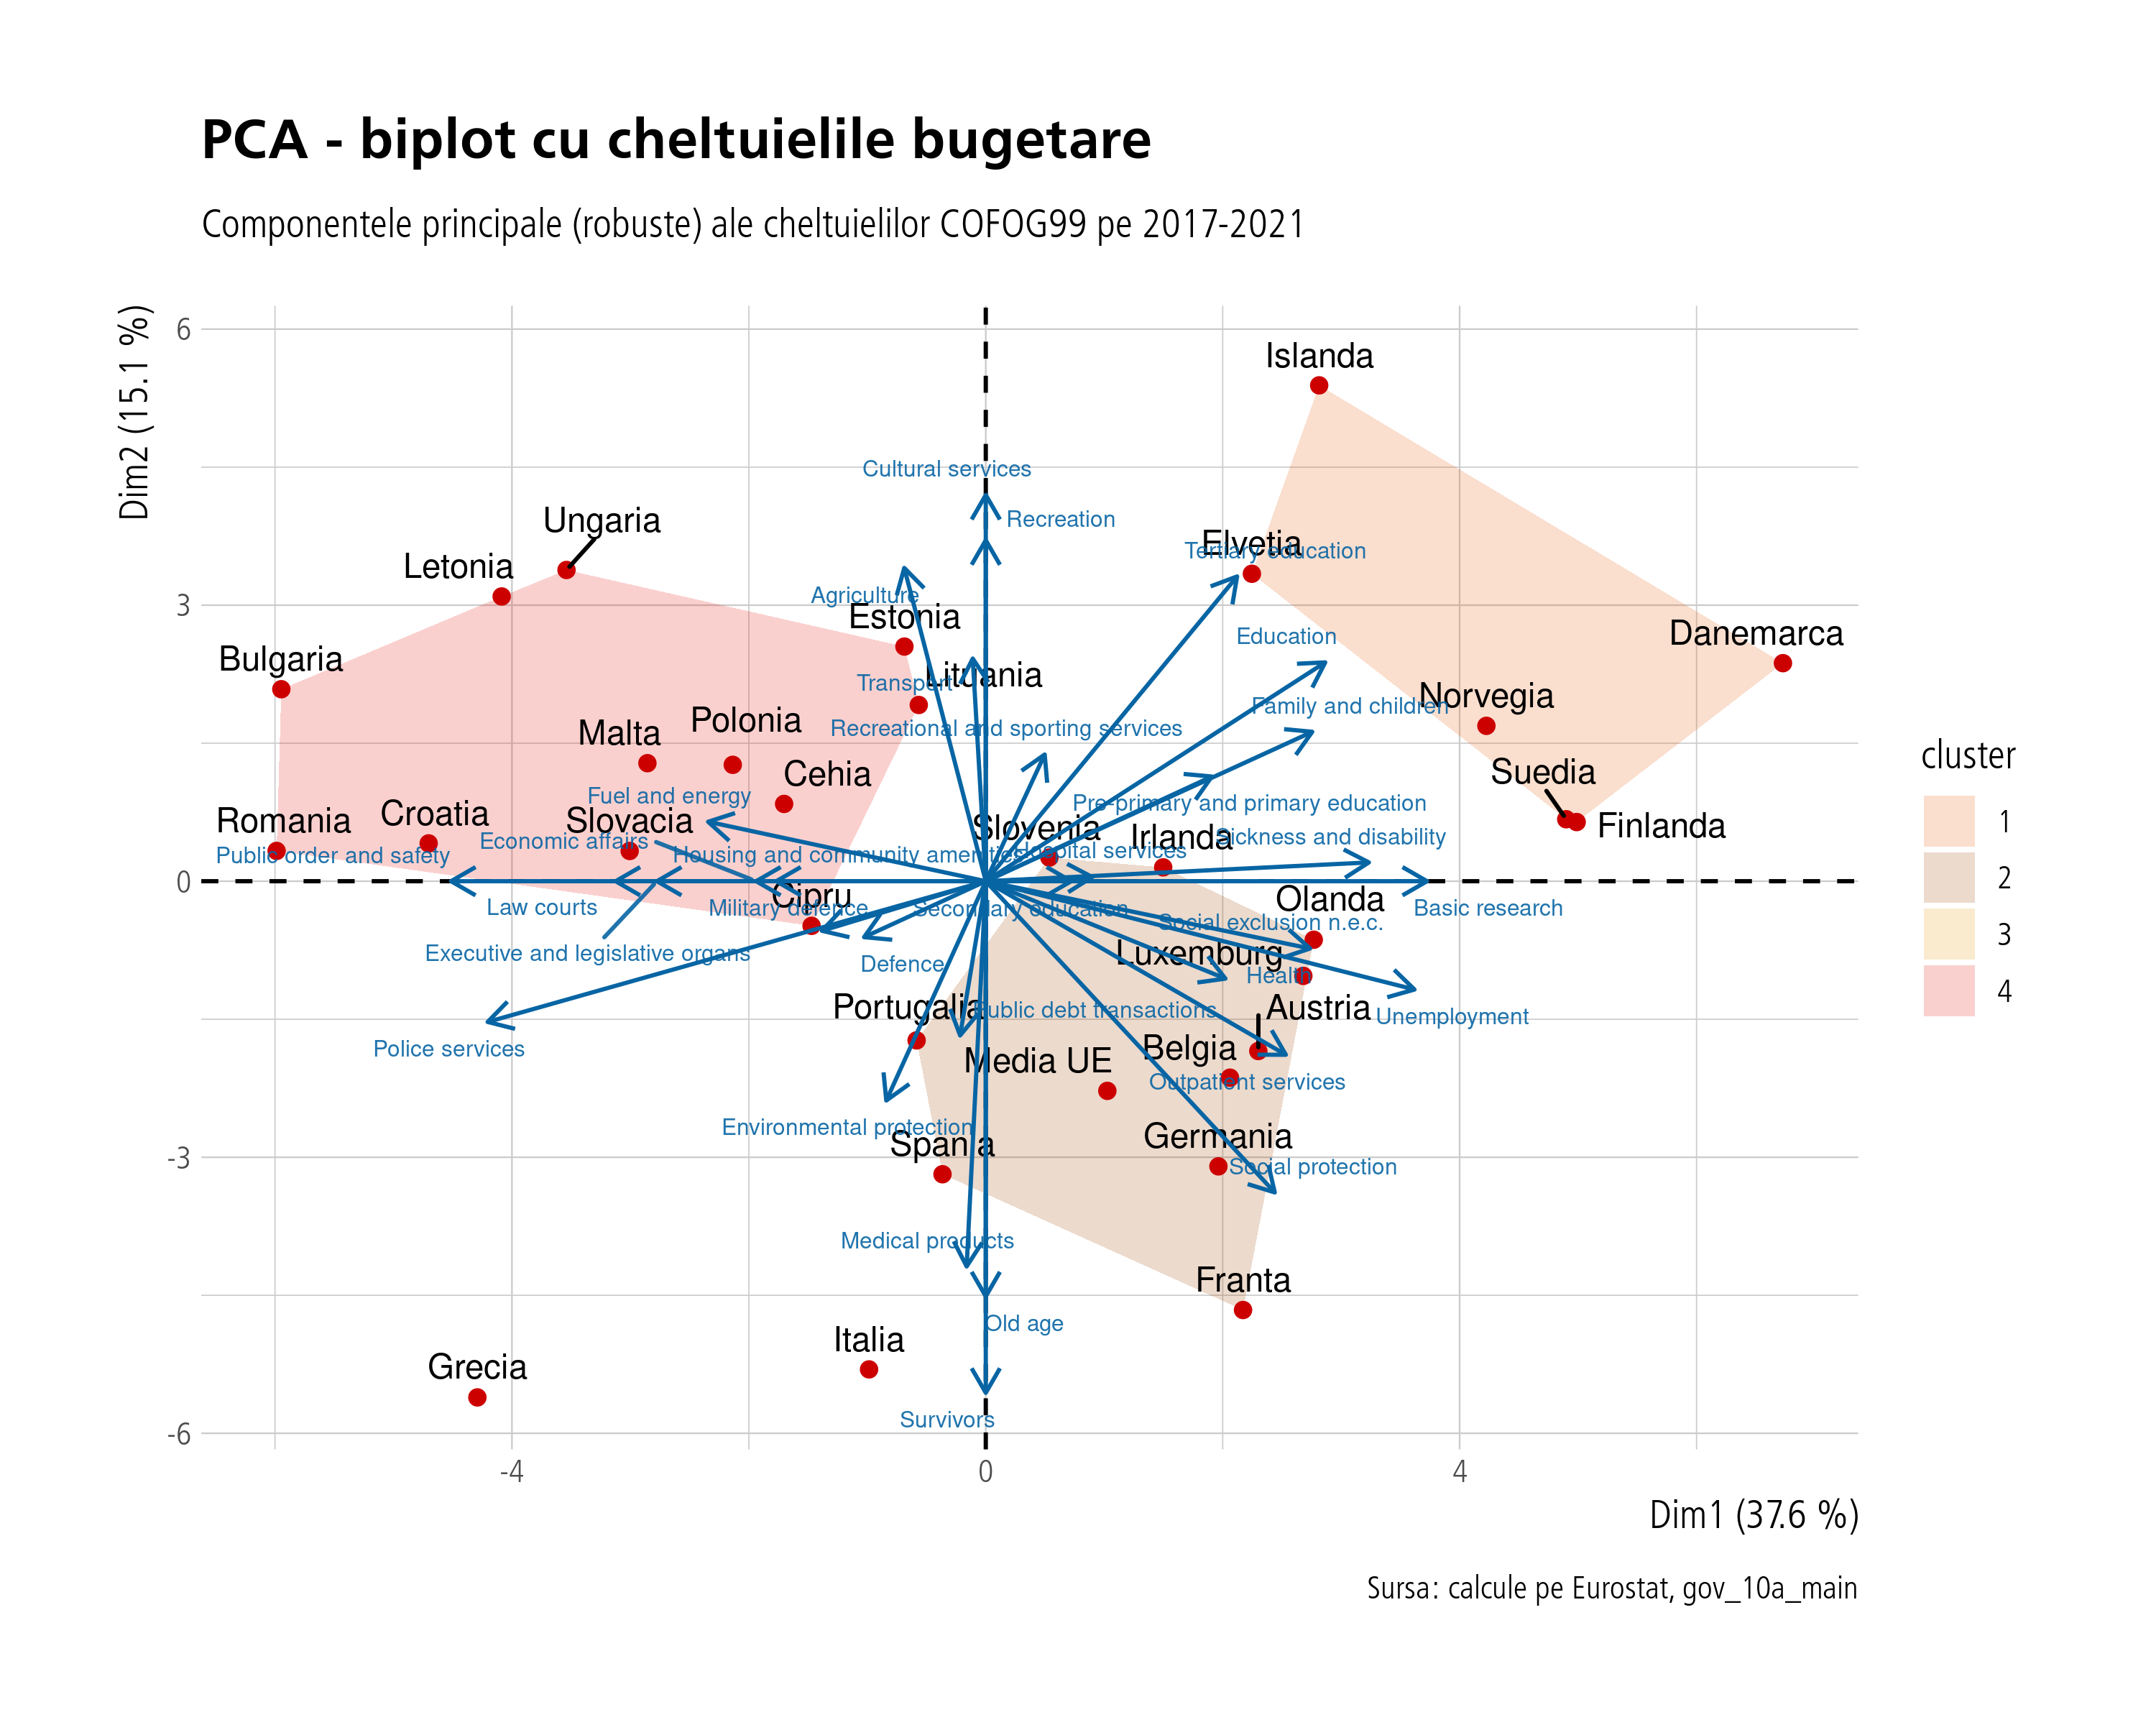 PCA - biplot cu cheltuielile bugetare
Componentele principale (robuste) ale cheltuielilor COFOG99 pe 2017-2021
Dim2 (15.1 %)
6
3
0
-3
-6
Islanda
Cultural services
Recreation
Ungaria
Letonia
Elvetia
Tertiary education
Agriculture
Estonia
Education
Danemarca
Bulgaria
Lituania
Transport
Norvegia
Family and children
Malta
Polonia
Recreational and sporting services
Cehia
Suedia
Fuel and energy
Pre-primary and primary education
Romania
Croatia
Slovacia
Slovenia
Irlanda
Finlanda
Economic affairs
Sickness and disability
Public order and safety
Housing and community amenities
Hospital services
Cipru
Olanda
Law courts
Military defence
Secondary education
Basic research
Social exclusion n.e.c.
Executive and legislative organs
Luxemburg
Defence
Health
Portugalia
Public debt transactions
Austria
Unemployment
Police services
Media UE
Belgia
Outpatient services
Environmental protection
Spania
Germania
Social protection
Medical products
Franta
Old age
Italia
Grecia
Survivors
-4
0
4
Dim1 (37.6 %)
cluster
1
2
3
4
Sursa: calcule pe Eurostat, gov_10a_main